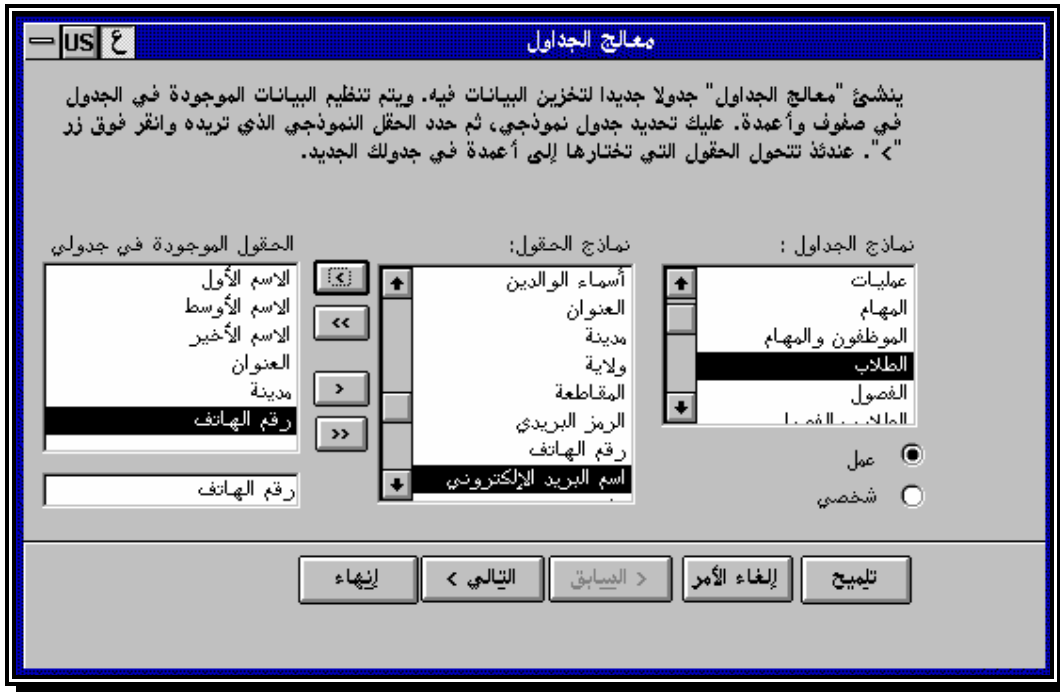 معالج الجداول
ع
US
ينشئ "معالج الجداول" جدولا جديدا لتخزين البيانات فيه. ويتم تنظيم البيانات الموجودة في الجدول
في صفوف وأعمدة. عليك تحديد جدول نموذجي، ثم حدد الحقل النموذجي الذي تريده وانقر فوق زر
">". عندئذ تتحول الحقول التي تختارها إلى أعمدة في جدولك الجديد.
نماذج الجداول :
عمليات
المهام
الموظفون والمهام
الطلاب
الفصول
عمل
شخصي
نماذج الحقول:
أسماء الوالدين
العنوان
مدينة
ولاية
المقاطعة
الرمز البريدي
رقم الهاتف
اسم البريد الإلكتروني
<
<<
>
>>
الحقول الموجودة في جدولي
الاسم الأول
الاسم الأوسط
الاسم الأخير
العنوان
مدينة
رقم الهاتف
رقم الهاتف
تلميح
إلغاء الأمر
< السابق
التالي >
إنهاء